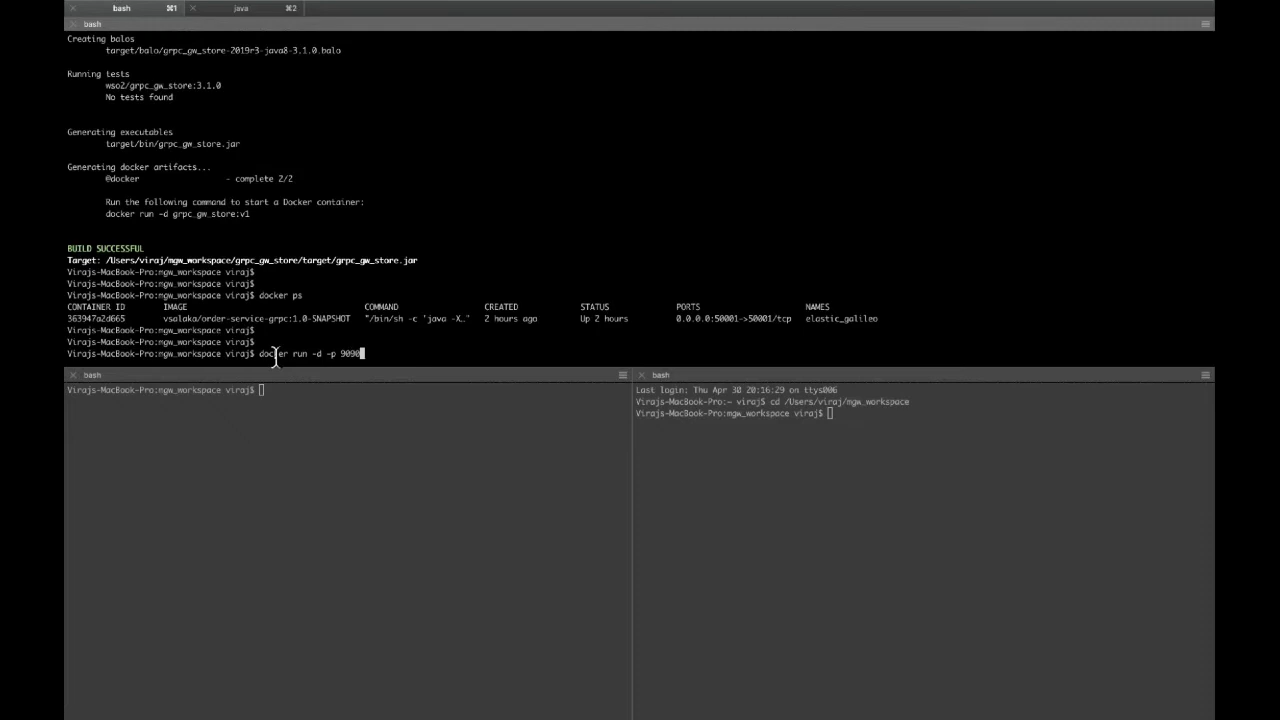 bash ⌘1 java ⌘2
bash
Creating balos
target/balo/grpc_gw_store-2019r3-java8-3.1.0.balo
Running tests
wso2/grpc_gw_store:3.1.0
No tests found
Generating executables
target/bin/grpc_gw_store.jar
Generating docker artifacts...
@docker - complete 2/2
Run the following command to start a Docker container:
docker run -d grpc_gw_store:v1
BUILD SUCCESSFUL
Target: /Users/viraj/mgw_workspace/grpc_gw_store/target/grpc_gw_store.jar
Virajs-MacBook-Pro:mgw_workspace viraj$
Virajs-MacBook-Pro:mgw_workspace viraj$
Virajs-MacBook-Pro:mgw_workspace viraj$ docker ps
CONTAINER ID IMAGE COMMAND CREATED STATUS PORTS NAMES
363947a2d665 vsalaka/order-service-grpc:1.0-SNAPSHOT "/bin/sh -c 'java -X…" 2 hours ago Up 2 hours 0.0.0.0:50001->50001/tcp elastic_galileo
Virajs-MacBook-Pro:mgw_workspace viraj$
Virajs-MacBook-Pro:mgw_workspace viraj$
Virajs-MacBook-Pro:mgw_workspace viraj$ docker run -d -p 9090
bash
Virajs-MacBook-Pro:mgw_workspace viraj$
bash
Last login: Thu Apr 30 20:16:29 on ttys006
Virajs-MacBook-Pro:~ viraj$ cd /Users/viraj/mgw_workspace
Virajs-MacBook-Pro:mgw_workspace viraj$